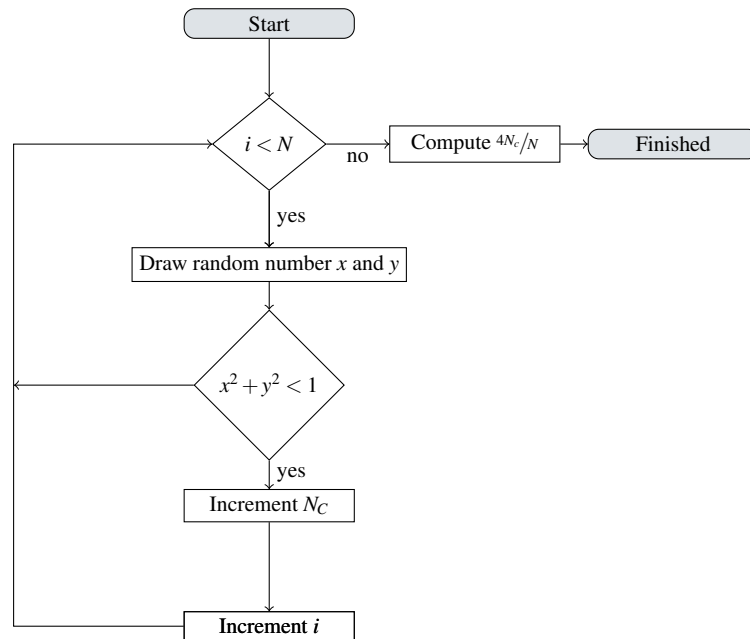 Start
i < N
no
Compute 4N_c/N
Finished
yes
Draw random number x and y
x² + y² < 1
yes
Increment N_C
Increment i